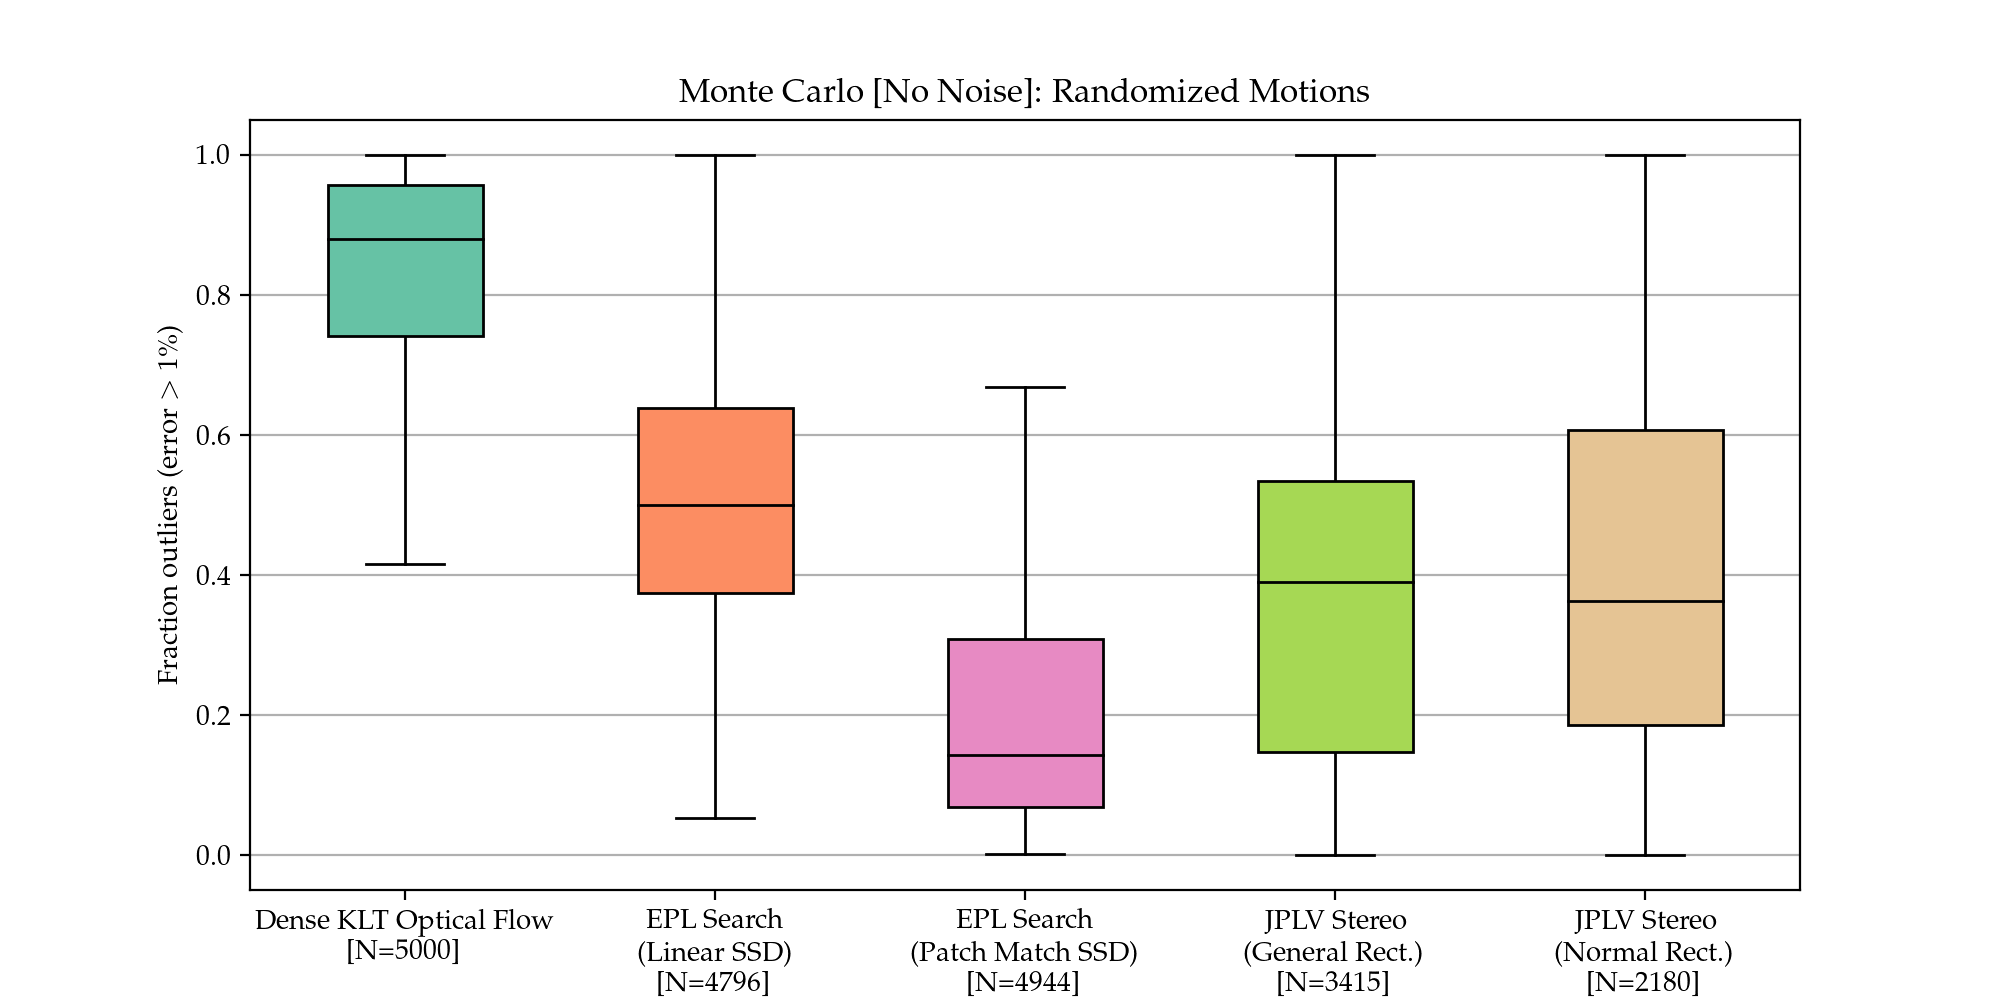 Monte Carlo [No Noise]: Randomized Motions
Fraction outliers (error > 1%)
1.0
0.8
0.6
0.4
0.2
0.0
Dense KLT Optical Flow
[N=5000]
EPL Search
(Linear SSD)
[N=4796]
EPL Search
(Patch Match SSD)
[N=4944]
JPLV Stereo
(General Rect.)
[N=3415]
JPLV Stereo
(Normal Rect.)
[N=2180]